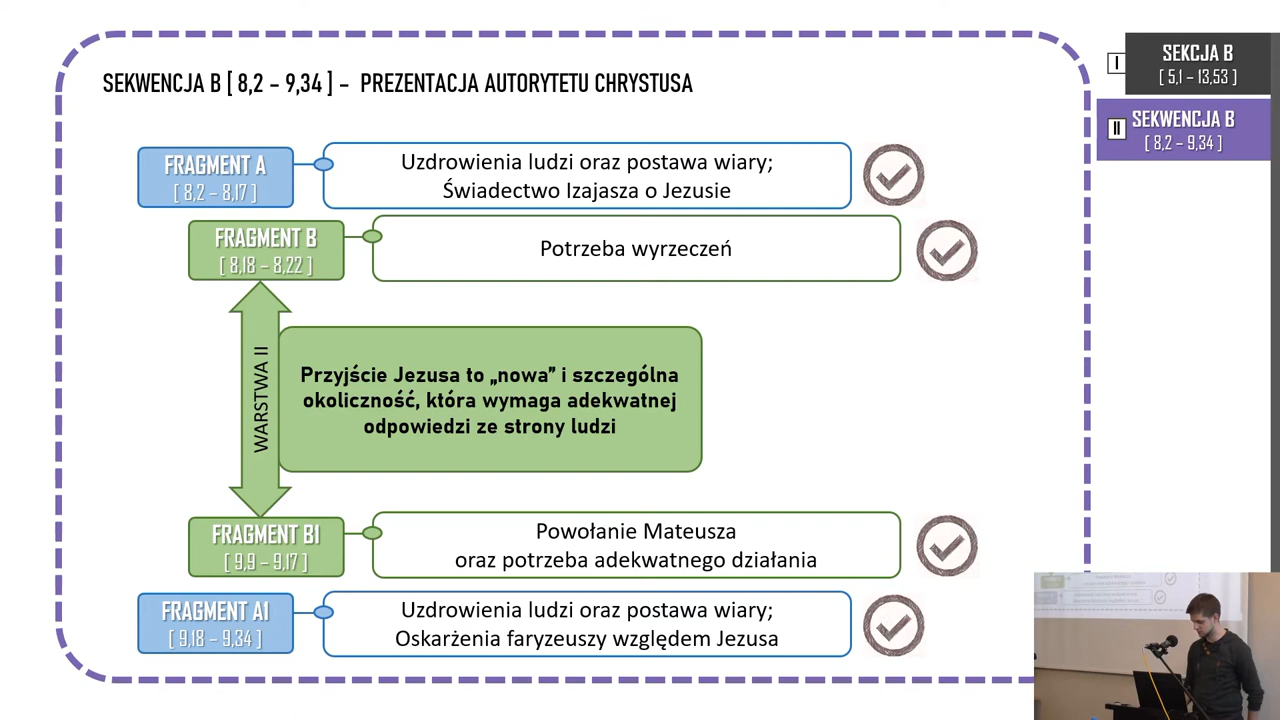 SEKWENCJA B [ 8,2 – 9,34 ] – PREZENTACJA AUTORYTETU CHRYSTUSA
I
SEKCJA B
[ 5,1 – 13,53 ]
II
SEKWENCJA B
[ 8,2 – 9,34 ]
FRAGMENT A
[ 8,2 – 8,17 ]
Uzdrowienia ludzi oraz postawa wiary;
Świadectwo Izajasza o Jezusie
FRAGMENT B
[ 8,18 – 8,22 ]
Potrzeba wyrzeczeń
WARSTWA II
Przyjście Jezusa to „nowa” i szczególna
okoliczność, która wymaga adekwatnej
odpowiedzi ze strony ludzi
FRAGMENT B1
[ 9,9 – 9,17 ]
Powołanie Mateusza
oraz potrzeba adekwatnego działania
FRAGMENT A1
[ 9,18 – 9,34 ]
Uzdrowienia ludzi oraz postawa wiary;
Oskarżenia faryzeuszy względem Jezusa